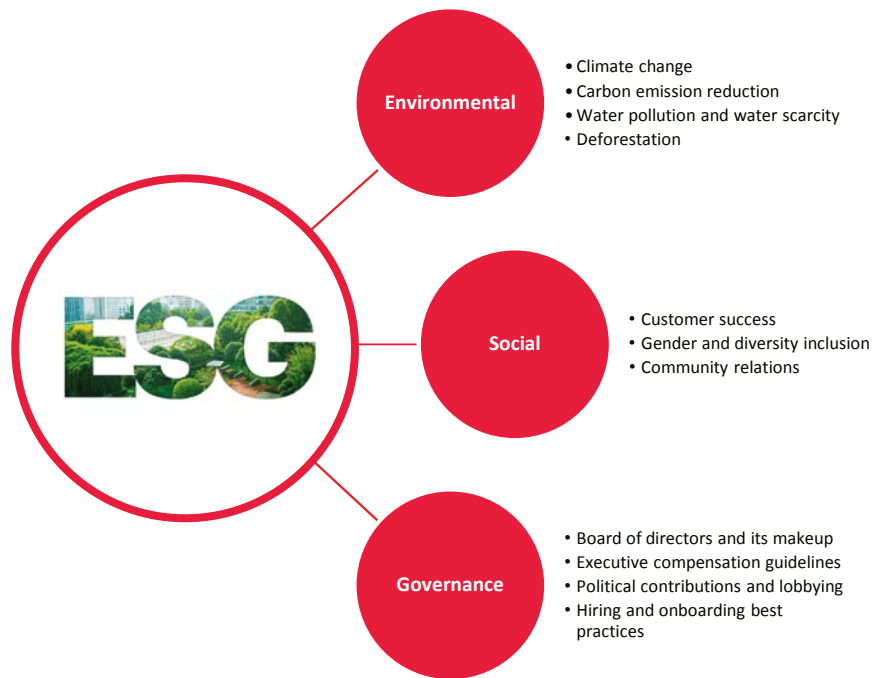 Environmental
• Climate change
• Carbon emission reduction
• Water pollution and water scarcity
• Deforestation
ESG
Social
• Customer success
• Gender and diversity inclusion
• Community relations
Governance
• Board of directors and its makeup
• Executive compensation guidelines
• Political contributions and lobbying
• Hiring and onboarding best
practices